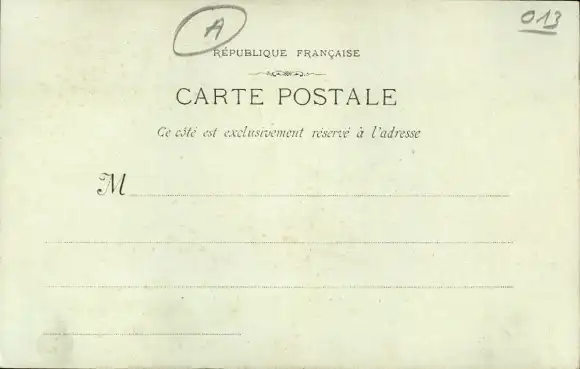 A
013
RÉPUBLIQUE FRANÇAISE
CARTE POSTALE
Ce côté est exclusivement réservé à l'adresse
M